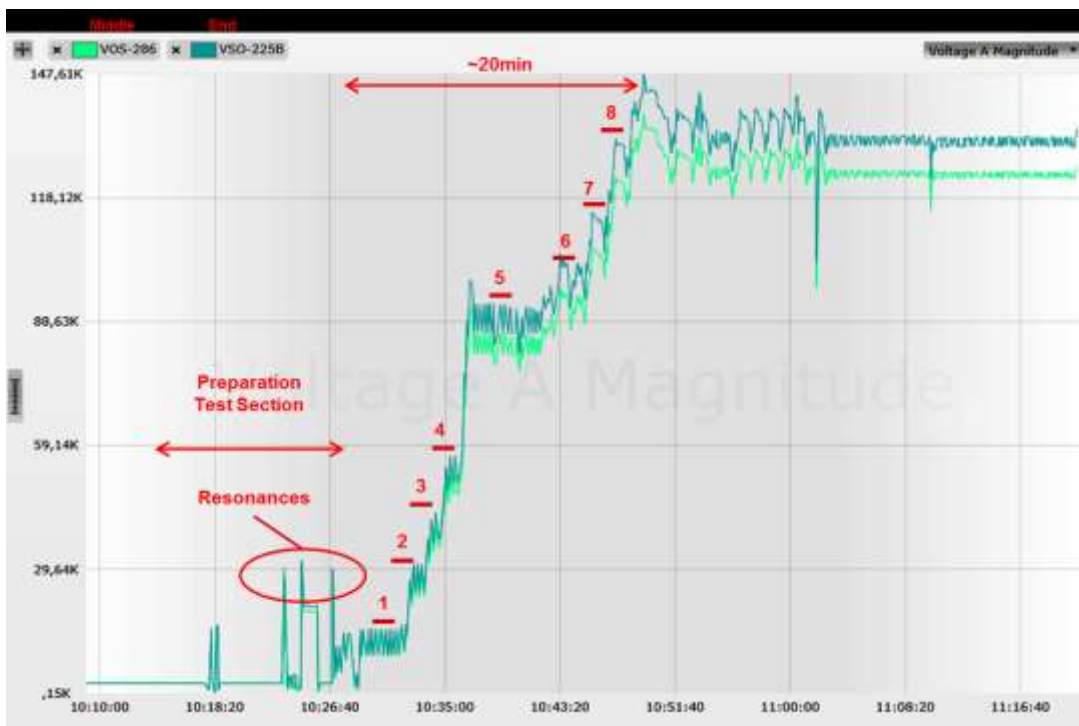 Middle End
VOS-286 VSO-225B Voltage A Magnitude
147,61K
~20min
8
118,12K
7
6
5
88,63K
Voltage A Magnitude
Preparation
Test Section
4
59,14K
3
Resonances
2
29,64K
1
,15K
10:10:00 10:18:20 10:26:40 10:35:00 10:43:20 10:51:40 11:00:00 11:08:20 11:16:40